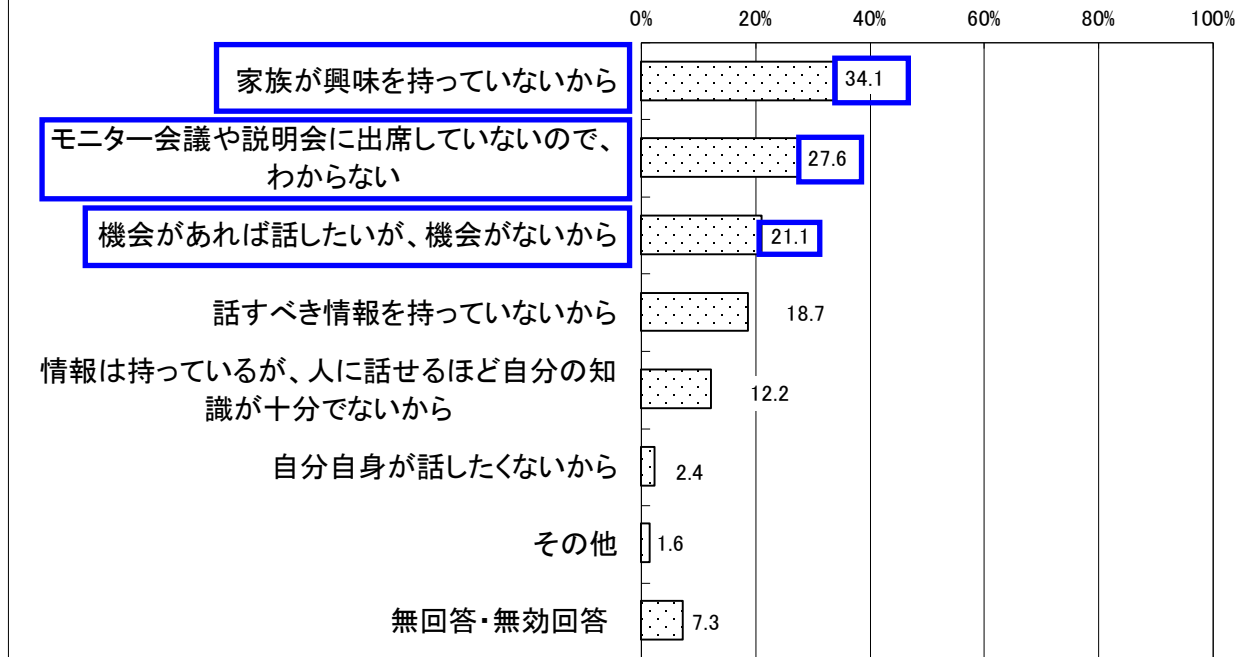 0% 20% 40% 60% 80% 100%
家族が興味を持っていないから 34.1
モニター会議や説明会に出席していないので、
わからない 27.6
機会があれば話したいが、機会がないから 21.1
話すべき情報を持っていないから 18.7
情報は持っているが、人に話せるほど自分の知
識が十分でないから 12.2
自分自身が話したくないから 2.4
その他 1.6
無回答・無効回答 7.3